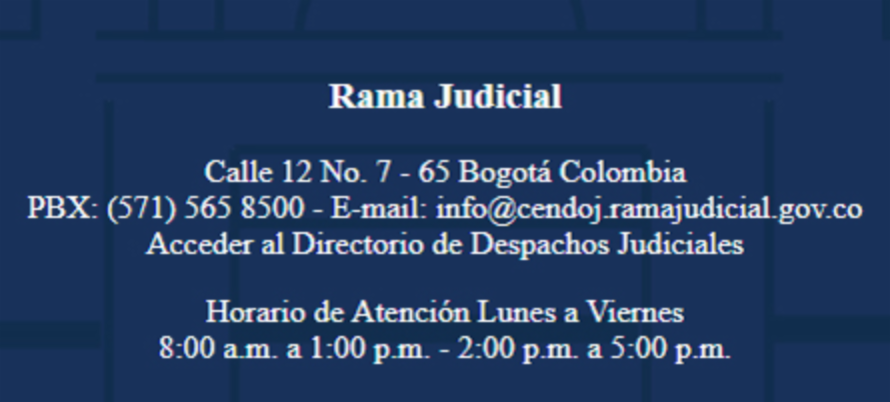 Rama Judicial
Calle 12 No. 7 - 65 Bogotá Colombia
PBX: (571) 565 8500 - E-mail: info@cendoj.ramajudicial.gov.co
Acceder al Directorio de Despachos Judiciales
Horario de Atención Lunes a Viernes
8:00 a.m. a 1:00 p.m. - 2:00 p.m. a 5:00 p.m.